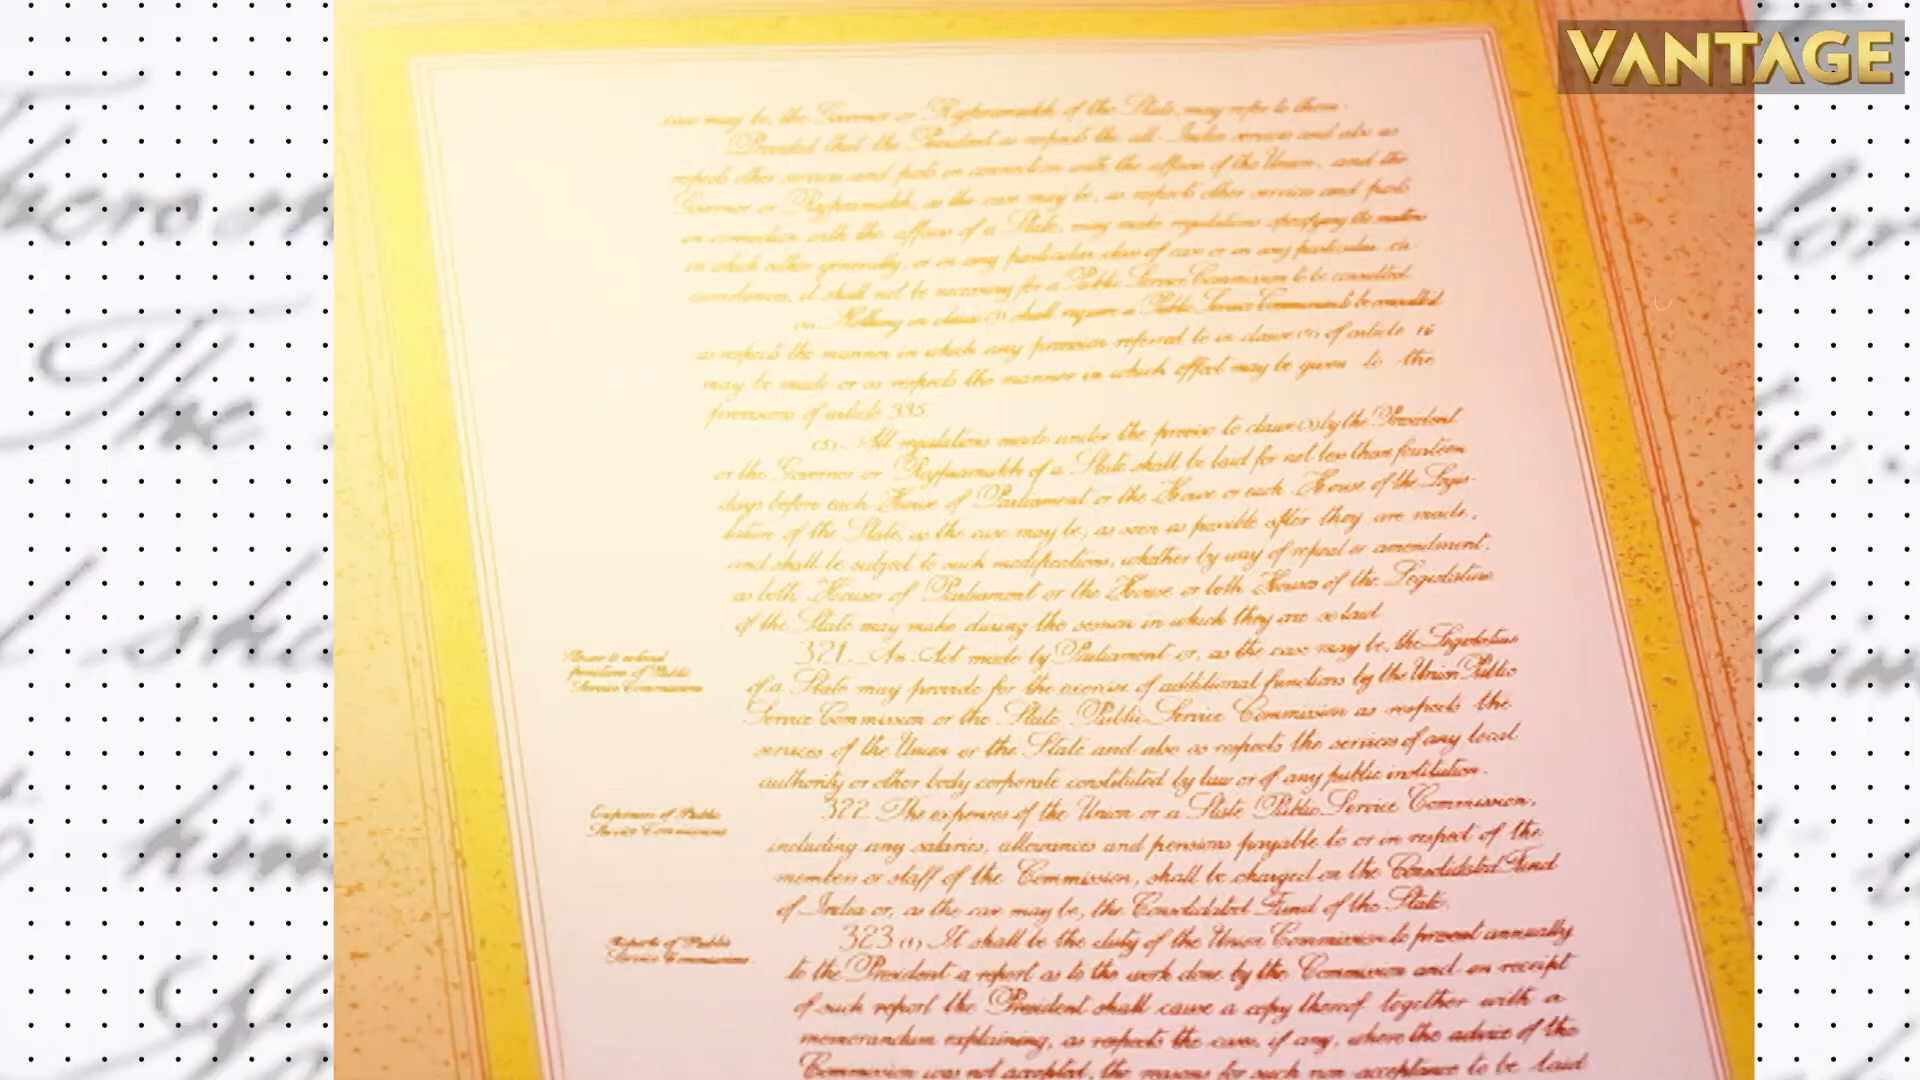 VANTAGE
case may be, the Governor or Rajpramukh of the State, may refer to them:
Provided that the President as respects the all-India services and also as
respects other services and posts in connection with the affairs of the Union, and the
Governor or Rajpramukh, as the case may be, as respects other services and posts
in connection with the affairs of a State, may make regulations specifying the matters
in which either generally, or in any particular class of case or in any particular cir-
cumstances, it shall not be necessary for a Public Service Commission to be consulted.
Nothing in clause (3) shall require a Public Service Commission to be consulted
as respects the manner in which any provision referred to in clause (4) of article 16
may be made or as respects the manner in which effect may be given to the
provisions of article 335.
(5). All regulations made under the proviso to clause (3) by the President
or the Governor or Rajpramukh of a State shall be laid for not less than fourteen
days before each House of Parliament or the House or each House of the Legis-
lature of the State, as the case may be, as soon as possible after they are made,
and shall be subject to such modifications, whether by way of repeal or amendment,
as both Houses of Parliament or the House or both Houses of the Legislature
of the State may make during the session in which they are so laid.
Power to extend
functions of Public
Service Commissions
321. An Act made by Parliament or, as the case may be, the Legislature
of a State may provide for the exercise of additional functions by the Union Public
Service Commission or the State Public Service Commission as respects the
services of the Union or the State and also as respects the services of any local
authority or other body corporate constituted by law or of any public institution.
Expenses of Public
Service Commissions
322. The expenses of the Union or a State Public Service Commission,
including any salaries, allowances and pensions payable to or in respect of the
members or staff of the Commission, shall be charged on the Consolidated Fund
of India or, as the case may be, the Consolidated Fund of the State.
Reports of Public
Service Commissions
323 (1) It shall be the duty of the Union Commission to present annually
to the President a report as to the work done by the Commission and on receipt
of such report the President shall cause a copy thereof together with a
memorandum explaining, as respects the cases, if any, where the advice of the
Commission was not accepted, the reasons for such non-acceptance to be laid
The
shall
him